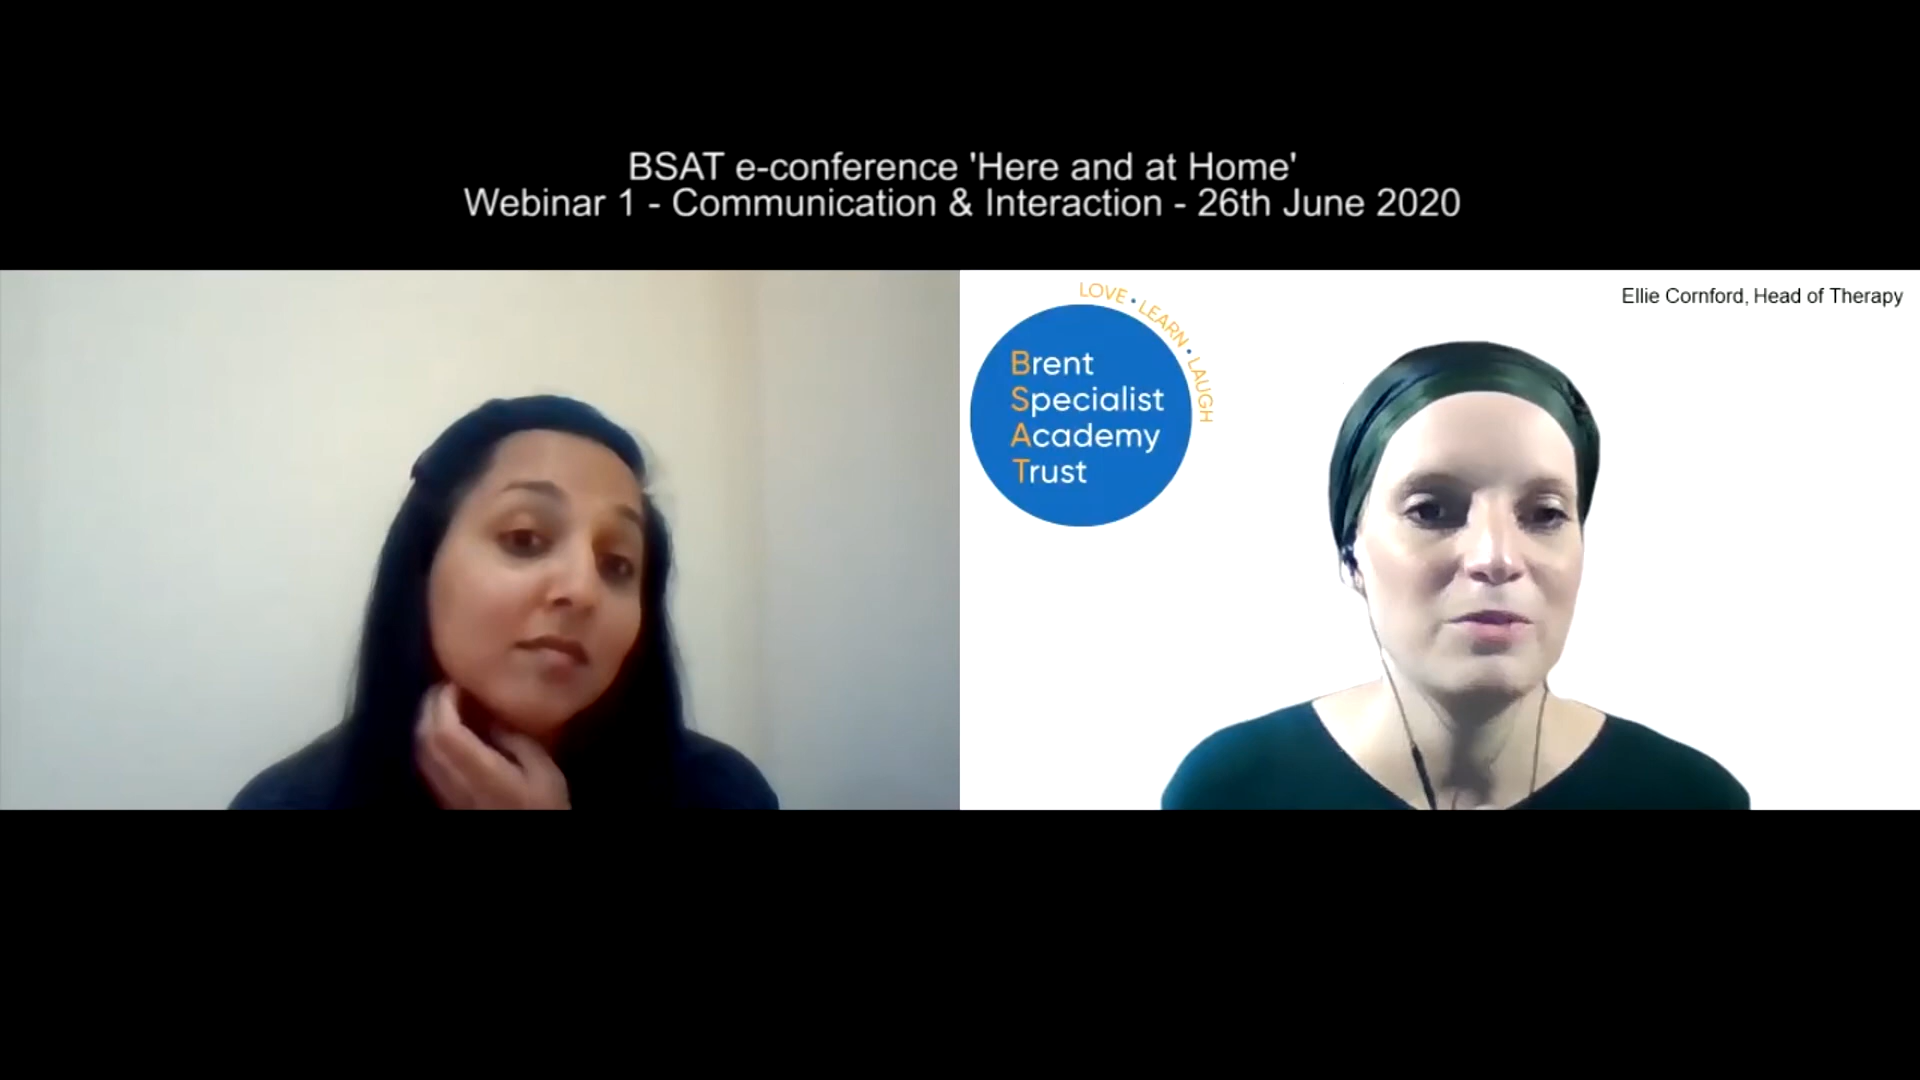 BSAT e-conference 'Here and at Home'
Webinar 1 - Communication & Interaction - 26th June 2020
Ellie Cornford, Head of Therapy
LOVE • LEARN • LAUGH
Brent
Specialist
Academy
Trust